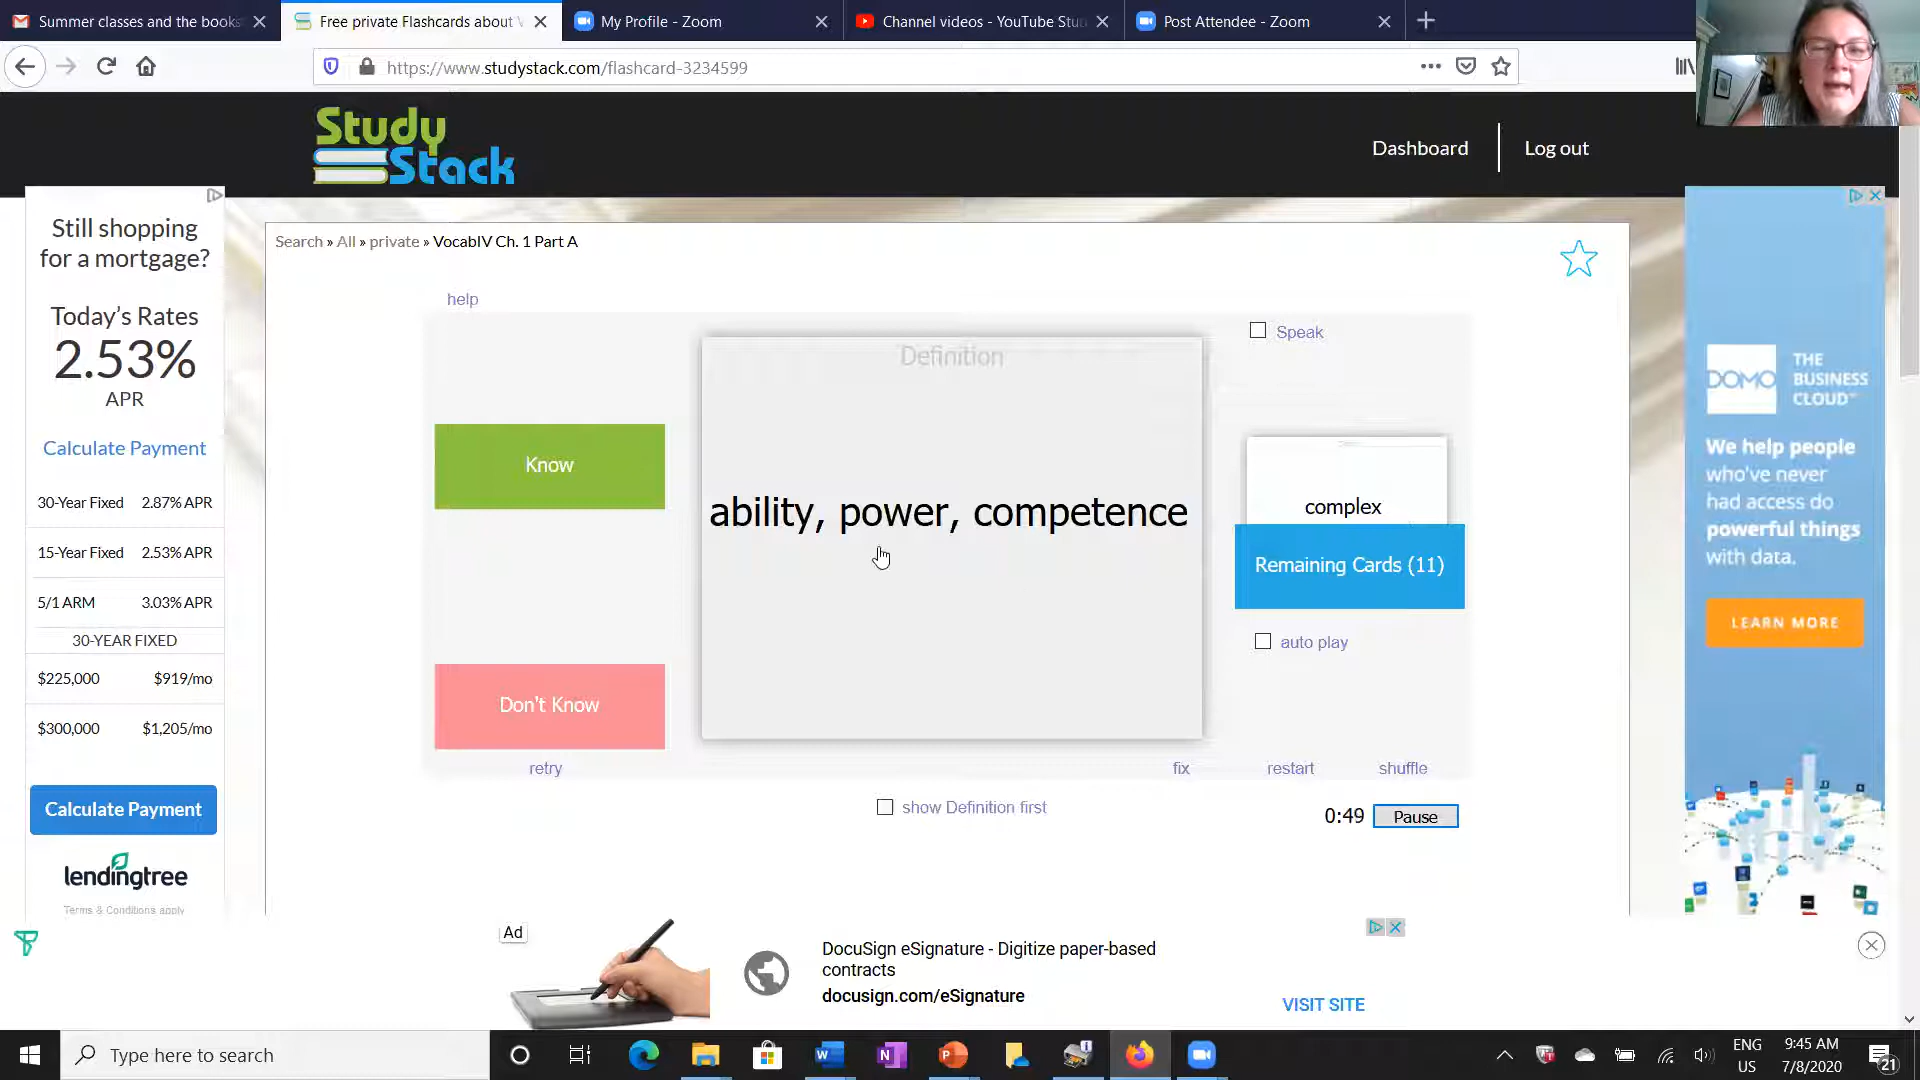 Summer classes and the books
Free private Flashcards about V
My Profile - Zoom
Channel videos - YouTube Stu
Post Attendee - Zoom
https://www.studystack.com/flashcard-3234599
Study
Stack
Dashboard
Log out
Search » All » private » VocabIV Ch. 1 Part A
help
Still shopping
for a mortgage?
Today's Rates
2.53%
APR
Calculate Payment
30-Year Fixed 2.87% APR
15-Year Fixed 2.53% APR
5/1 ARM 3.03% APR
30-YEAR FIXED
$225,000 $919/mo
$300,000 $1,205/mo
Calculate Payment
lendingtree
Terms & Conditions apply
Know
Don't Know
retry
Definition
ability, power, competence
Speak
complex
Remaining Cards (11)
auto play
fix
restart
shuffle
show Definition first
0:49
Pause
DOMO
THE
BUSINESS
CLOUD
We help people
who've never
had access do
powerful things
with data.
LEARN MORE
Ad
DocuSign eSignature - Digitize paper-based
contracts
docusign.com/eSignature
VISIT SITE
Type here to search
ENG
US
9:45 AM
7/8/2020
21